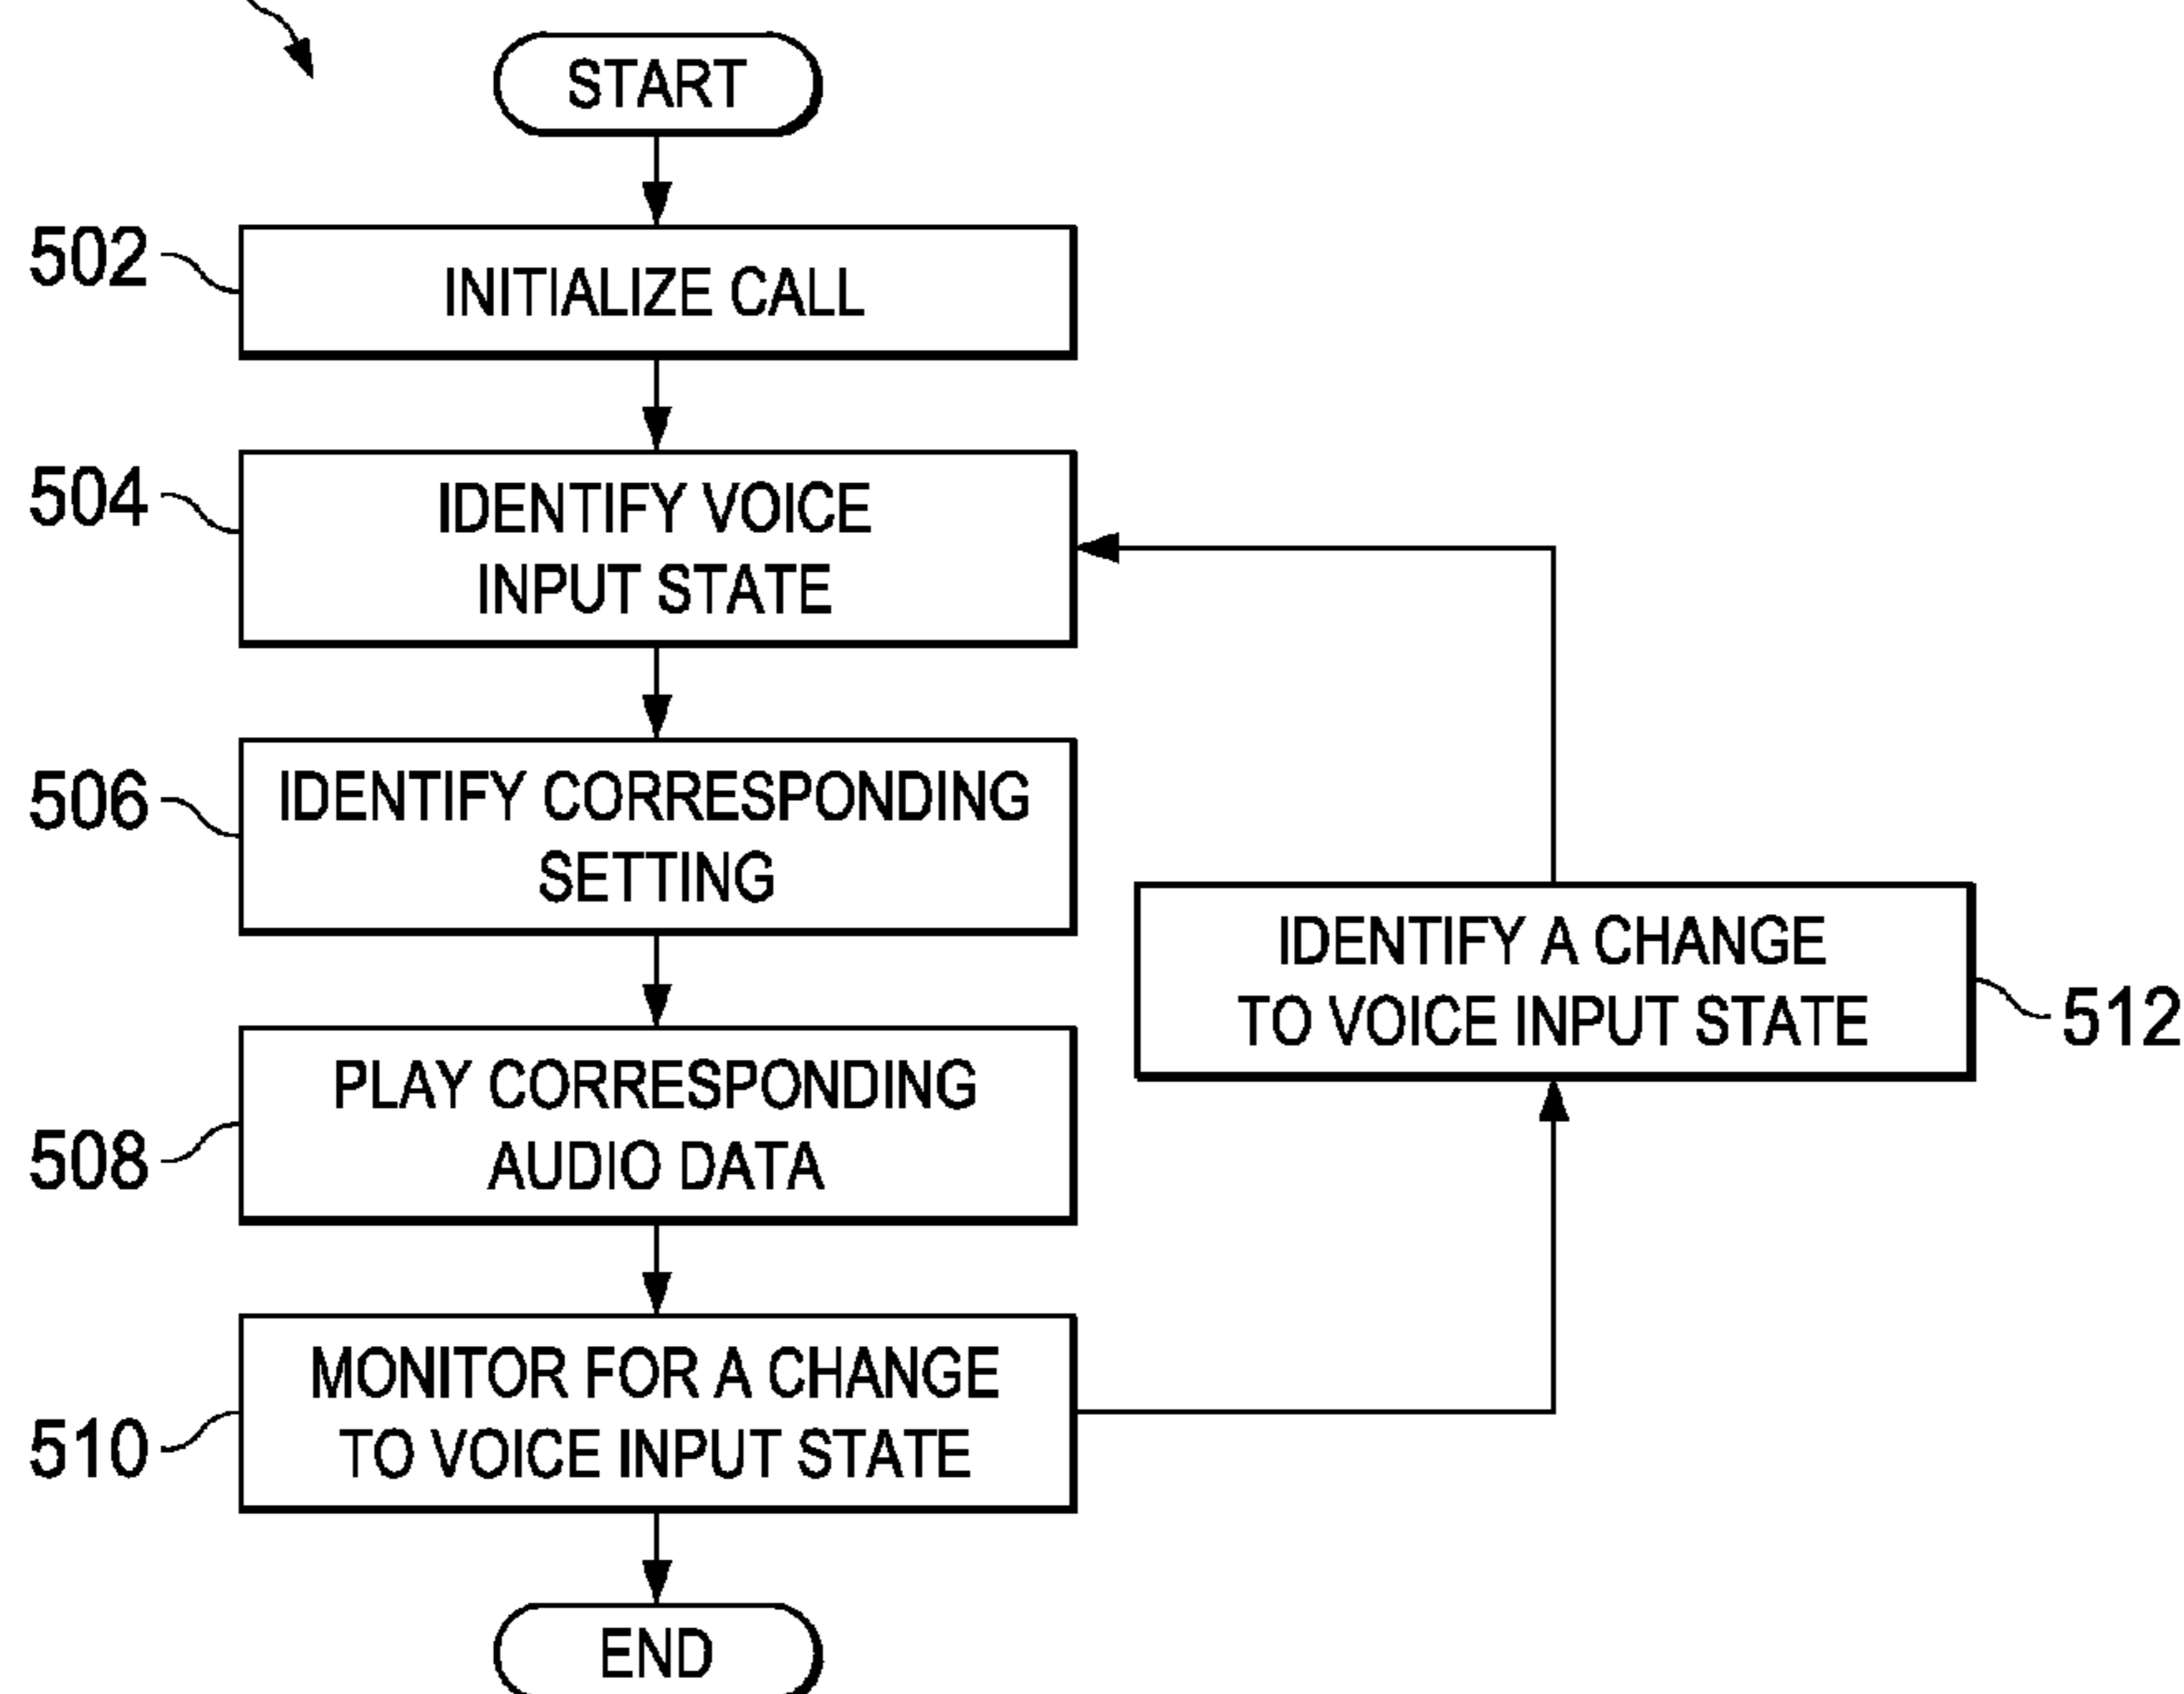 START
502
INITIALIZE CALL
504
IDENTIFY VOICE
INPUT STATE
506
IDENTIFY CORRESPONDING
SETTING
508
PLAY CORRESPONDING
AUDIO DATA
510
MONITOR FOR A CHANGE
TO VOICE INPUT STATE
IDENTIFY A CHANGE
TO VOICE INPUT STATE
512
END